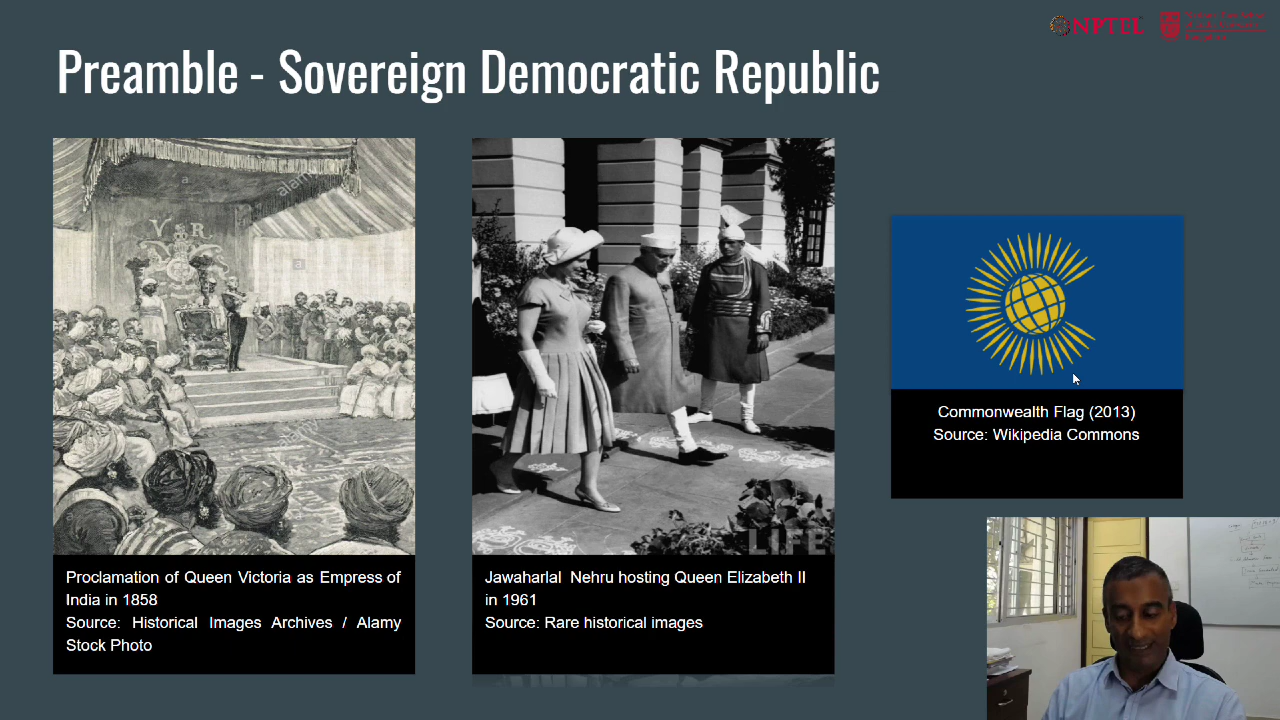 NPTEL
Preamble - Sovereign Democratic Republic
V R
a
alamy
a
LIFE
Commonwealth Flag (2013)
Source: Wikipedia Commons
Proclamation of Queen Victoria as Empress of
India in 1858
Source: Historical Images Archives / Alamy
Stock Photo
Jawaharlal Nehru hosting Queen Elizabeth II
in 1961
Source: Rare historical images